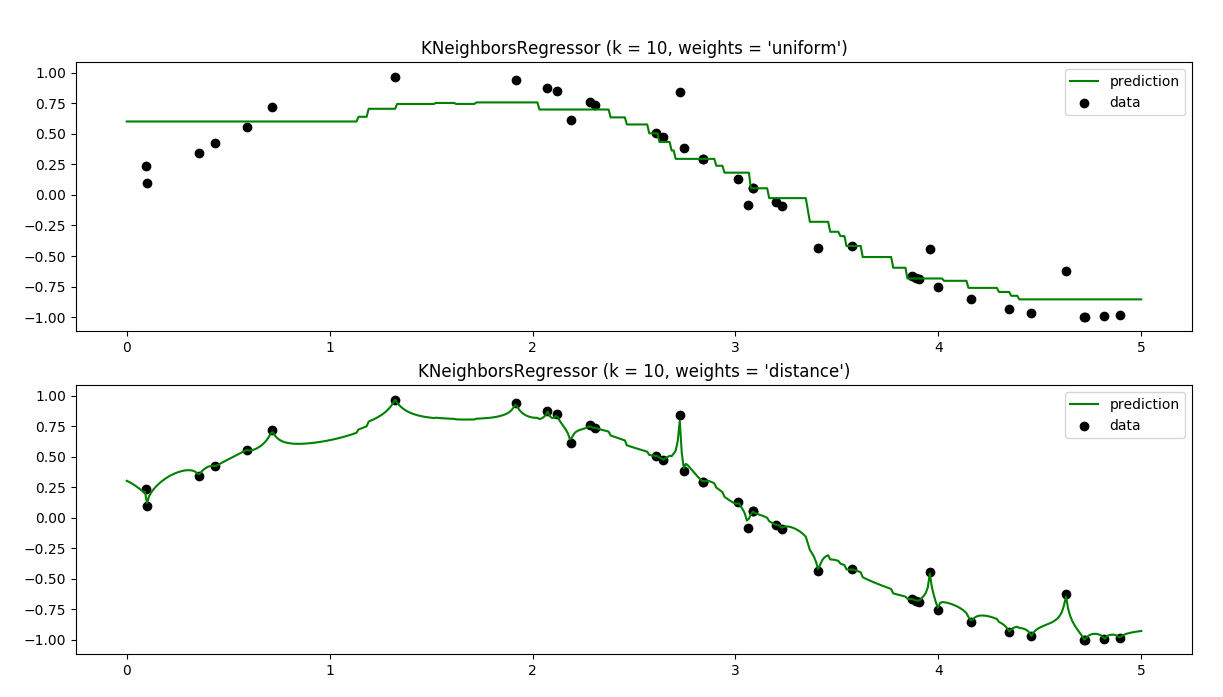 KNeighborsRegressor (k = 10, weights = 'uniform')
1.00
0.75
0.50
0.25
0.00
−0.25
−0.50
−0.75
−1.00
prediction
data
0 1 2 3 4 5
KNeighborsRegressor (k = 10, weights = 'distance')
1.00
0.75
0.50
0.25
0.00
−0.25
−0.50
−0.75
−1.00
prediction
data
0 1 2 3 4 5